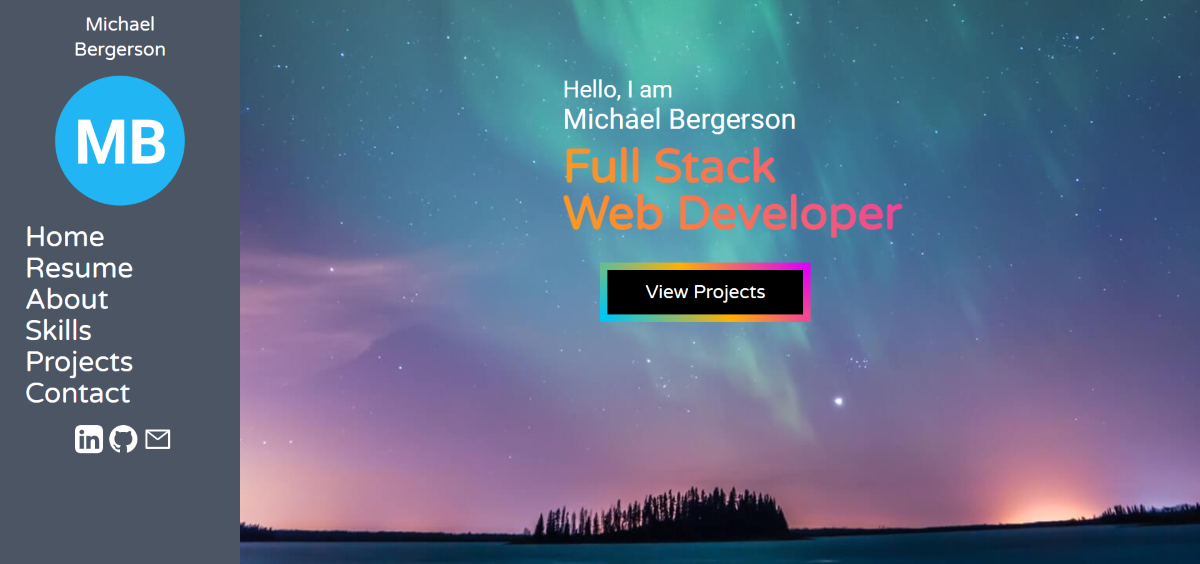 Michael
Bergerson
MB
Home
Resume
About
Skills
Projects
Contact
in
Hello, I am
Michael Bergerson
Full Stack
Web Developer
View Projects